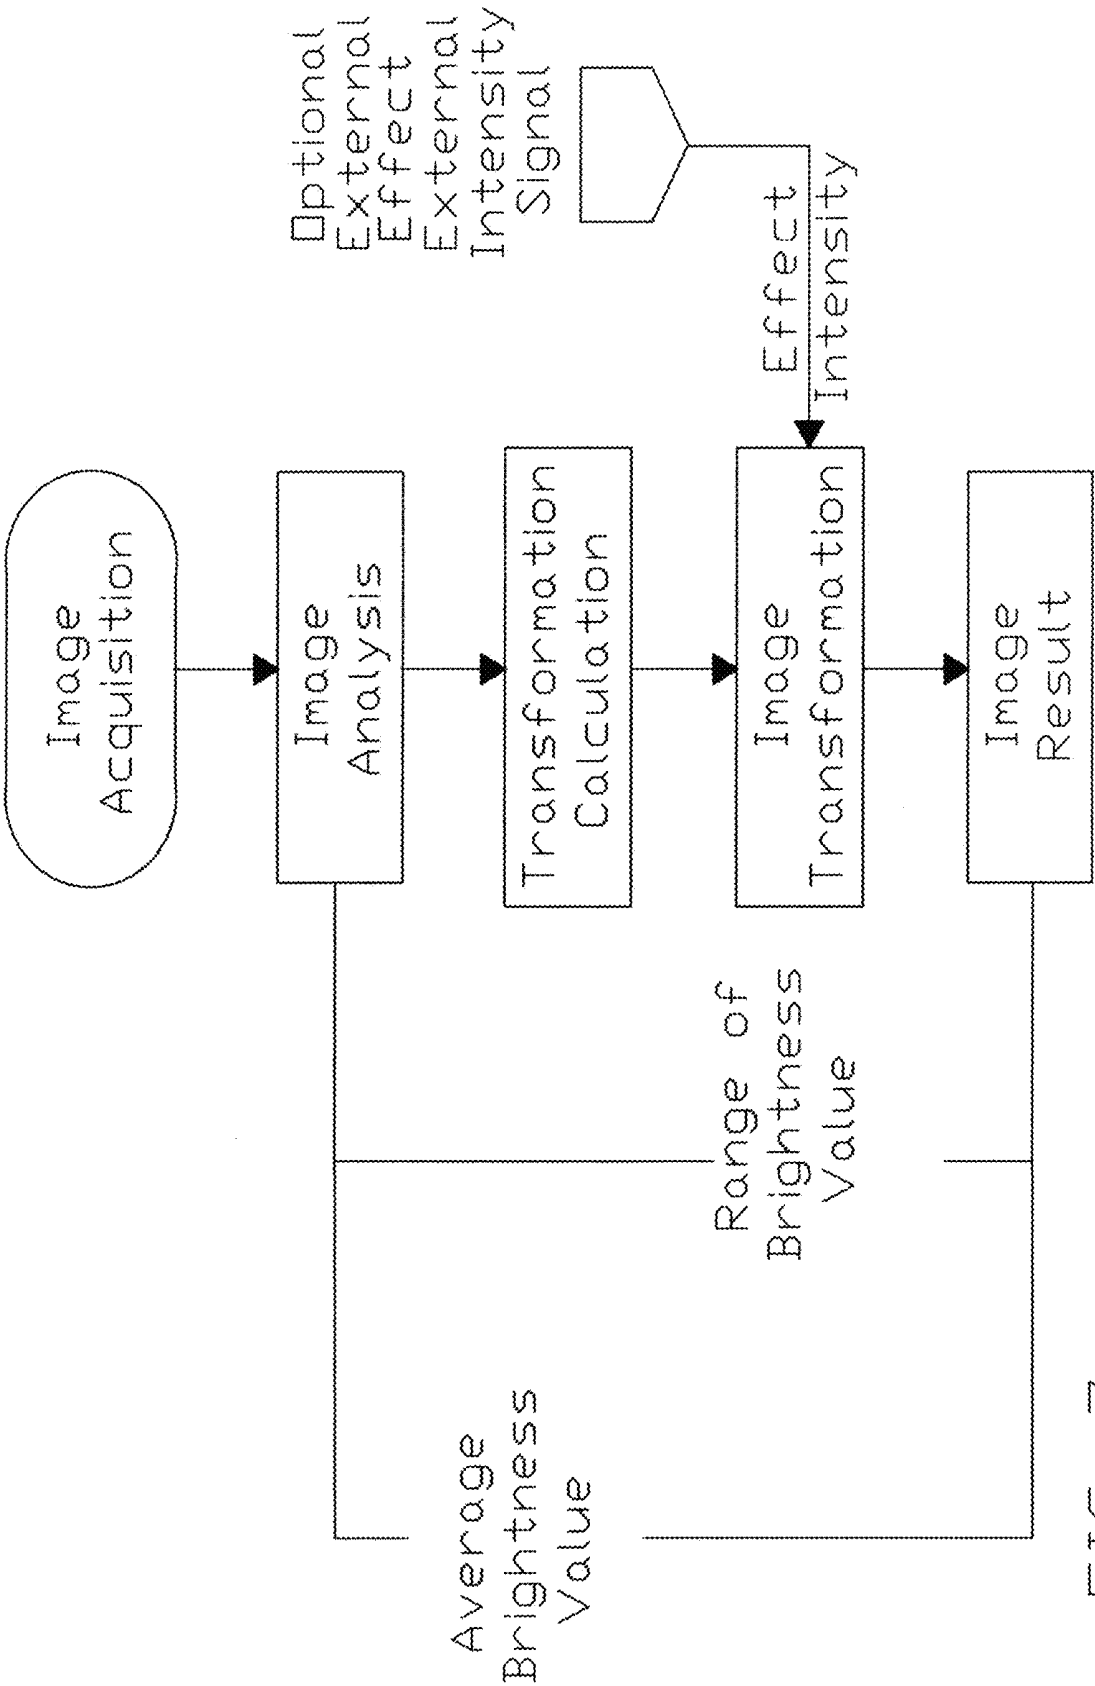 Image
Acquisition
Image
Analysis
Transformation
Calculation
Image
Transformation
Image
Result
Optional
External
Effect
External
Intensity
Signal
Effect
Intensity
Range of
Brightness
Value
Average
Brightness
Value